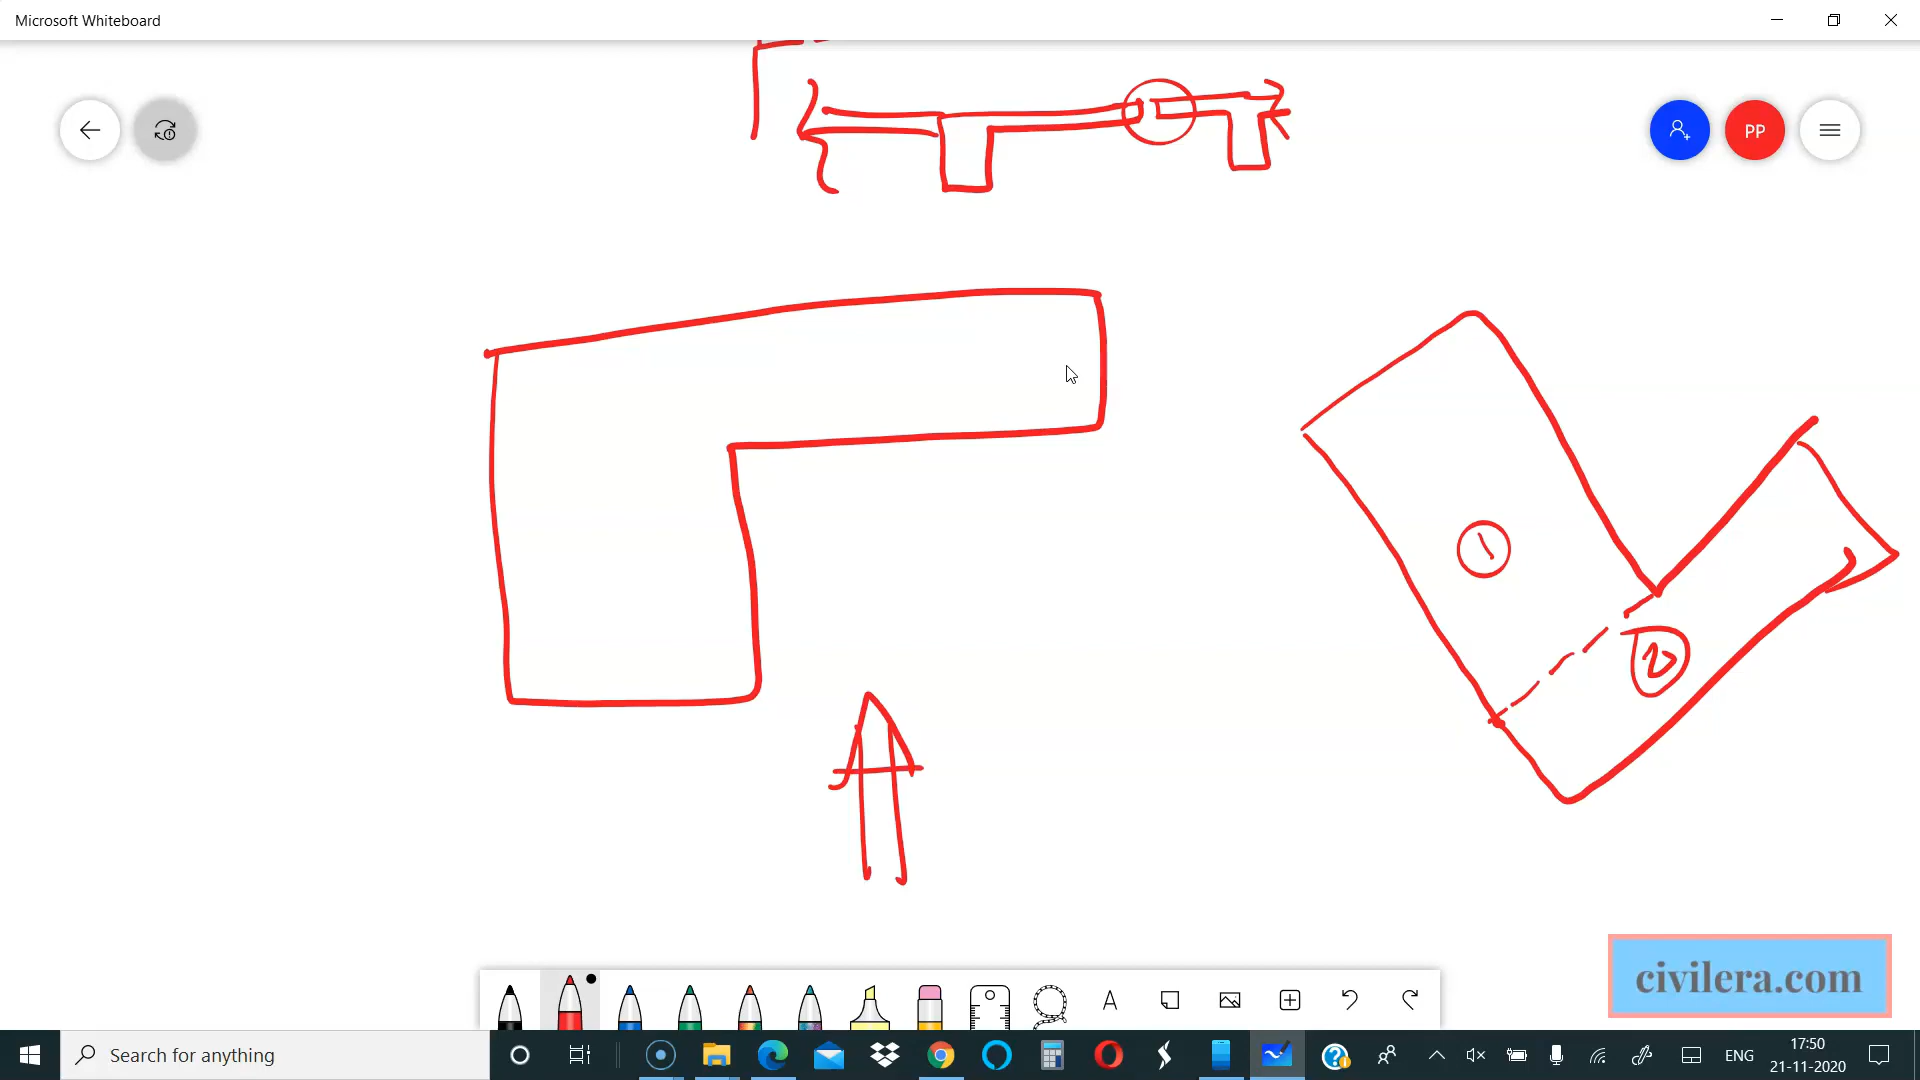 Microsoft Whiteboard
PP
1
2
civilera.com
Search for anything
ENG
17:50
21-11-2020